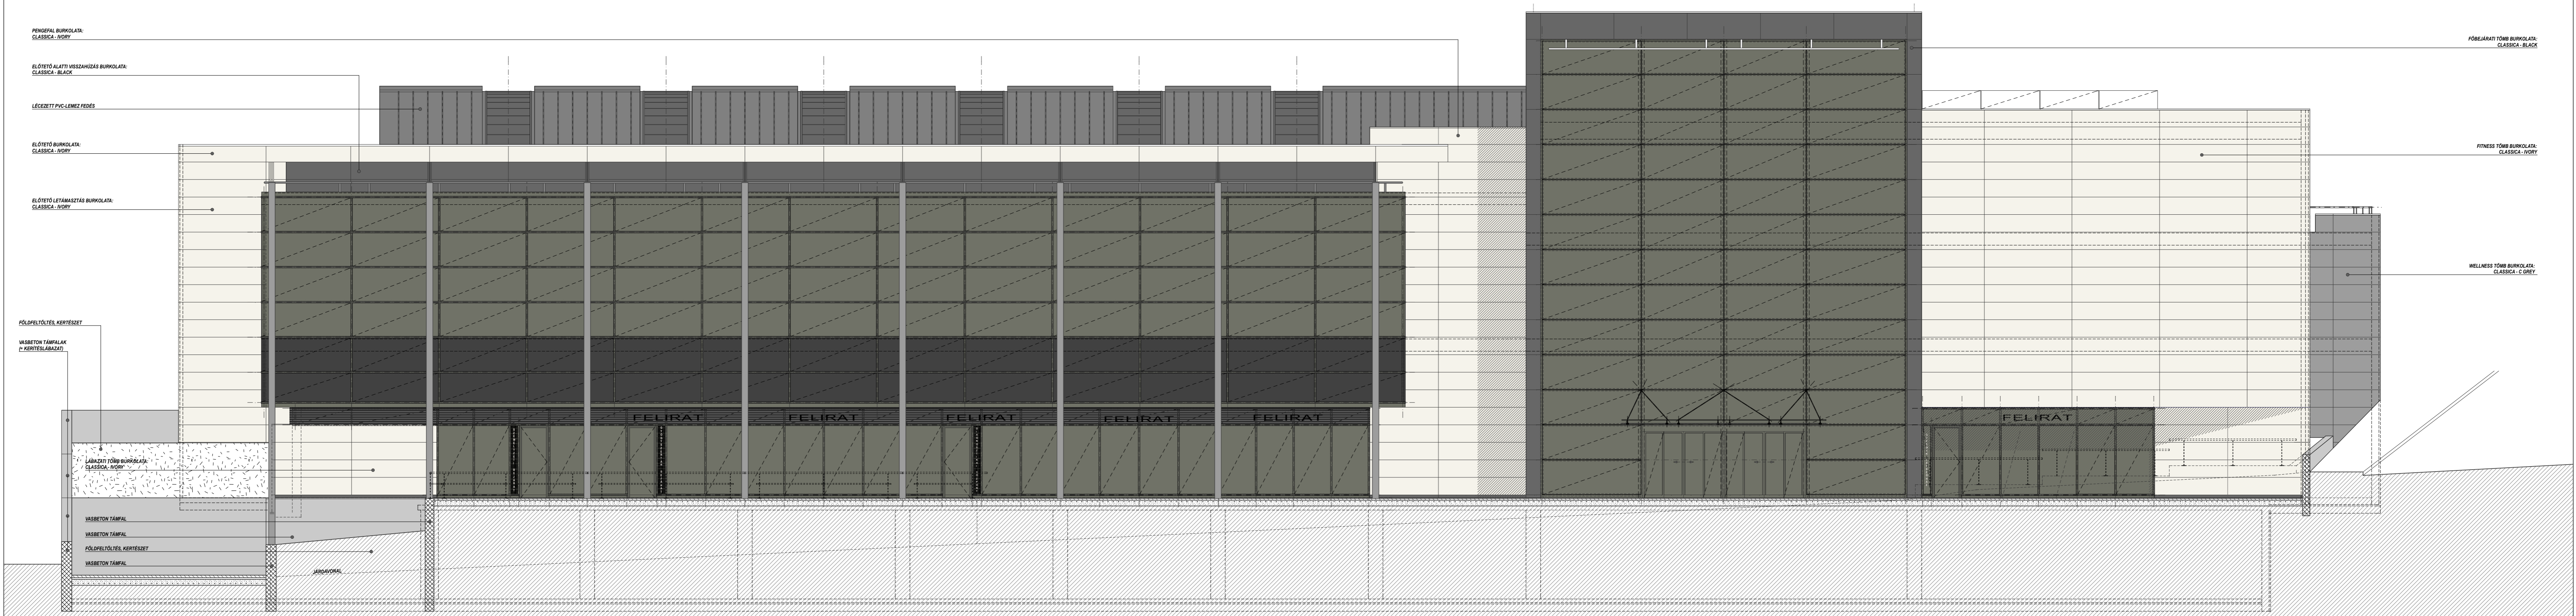 PENGEFAL BURKOLATA:
CLASSICA - IVORY
ELŐTETŐ ALATTI VISSZAHÚZÁS BURKOLATA:
CLASSICA - BLACK
LÉCEZETT PVC-LEMEZ FEDÉS
ELŐTETŐ BURKOLATA:
CLASSICA - IVORY
ELŐTETŐ LETÁMASZTÁS BURKOLATA:
CLASSICA - IVORY
FÖLDFELTÖLTÉS, KERTÉSZET
VASBETON TÁMFALAK
(= KERÍTÉSLÁBAZAT)
LÁBAZATI TÖMB BURKOLATA:
CLASSICA - IVORY
VASBETON TÁMFAL
VASBETON TÁMFAL
FÖLDFELTÖLTÉS, KERTÉSZET
VASBETON TÁMFAL
JÁRDAVONAL
FELIRAT
FELIRAT
FELIRAT
FELIRAT
FELIRAT
FELIRAT
FŐBEJÁRATI TÖMB BURKOLATA:
CLASSICA - BLACK
FITNESS TÖMB BURKOLATA:
CLASSICA - IVORY
WELLNESS TÖMB BURKOLATA:
CLASSICA - C GREY